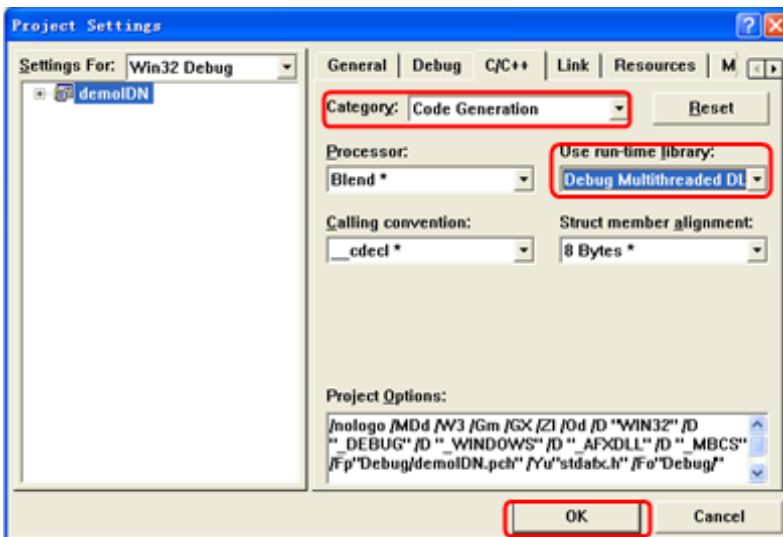 Project Settings
Settings For: Win32 Debug
General Debug C/C++ Link Resources M
demoIDN
Category: Code Generation
Reset
Processor:
Use run-time library:
Blend *
Debug Multithreaded DL
Calling convention:
Struct member alignment:
__cdecl *
8 Bytes *
Project Options:
/nologo /MDd /W3 /Gm /GX /ZI /Od /D "WIN32" /D
"_DEBUG" /D "_WINDOWS" /D "_AFXDLL" /D "_MBCS"
/Fp"Debug/demoIDN.pch" /Yu"stdafx.h" /Fo"Debug/"
OK
Cancel